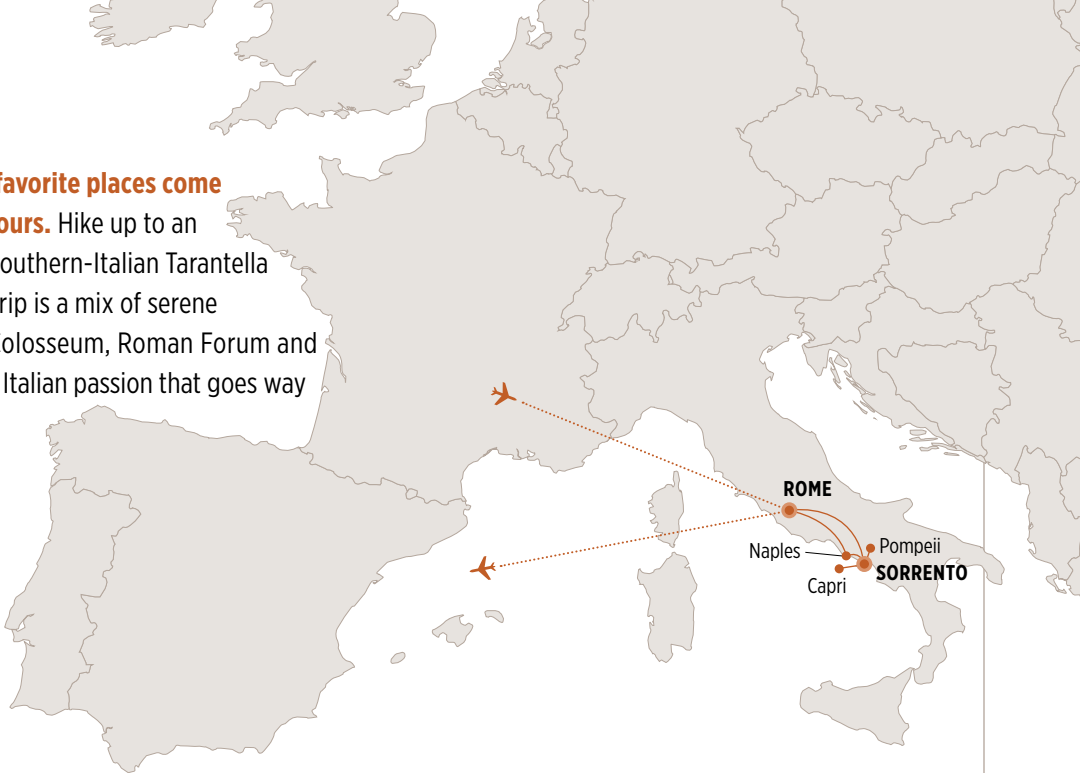 favorite places come
ours. Hike up to an
outhern-Italian Tarantella
rip is a mix of serene
Colosseum, Roman Forum and
Italian passion that goes way
ROME
Naples
Pompeii
SORRENTO
Capri